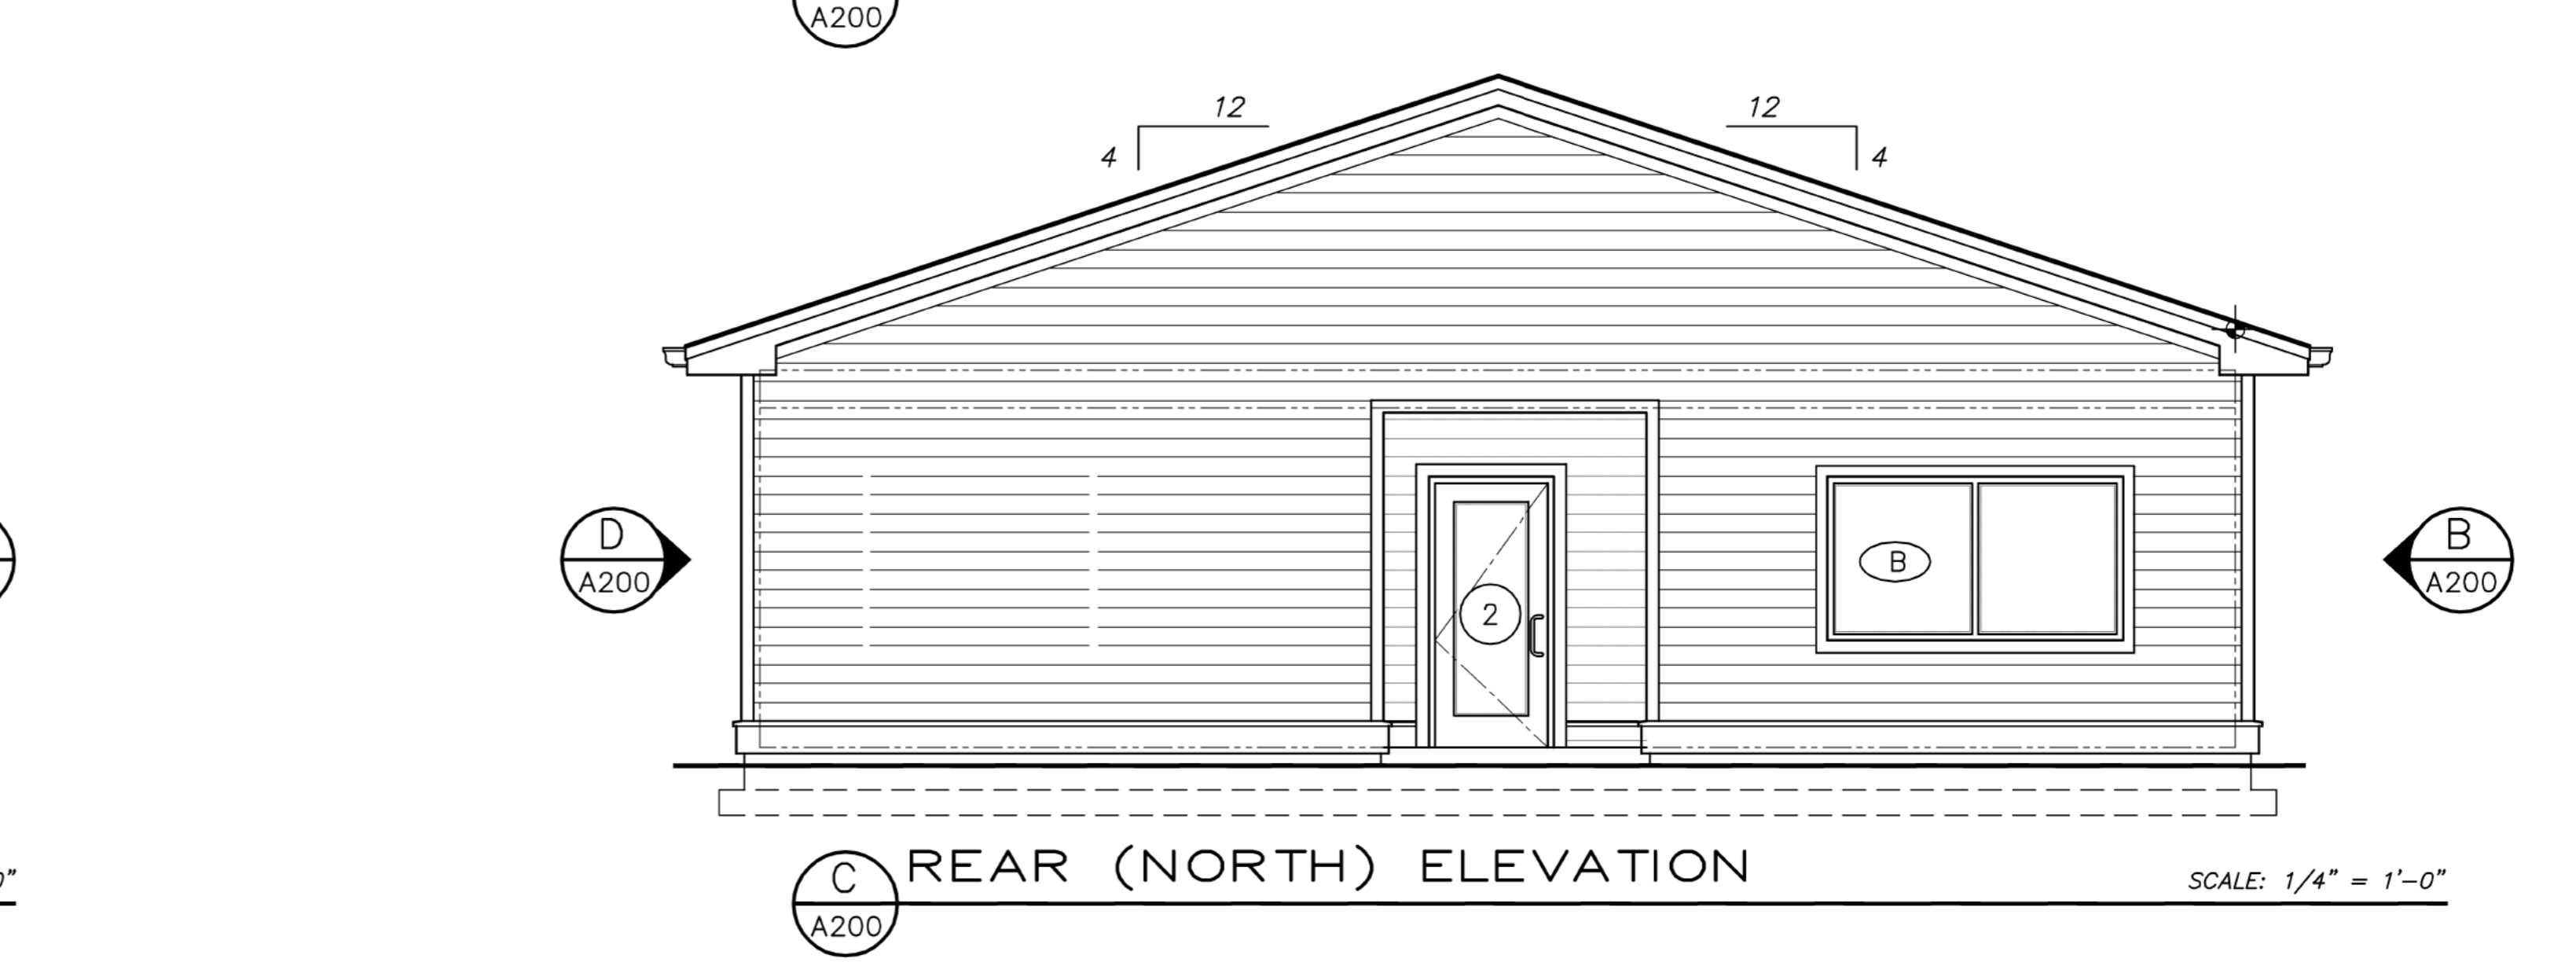 A200
12
12
4
4
D
A200
B
2
B
A200
C
A200
REAR (NORTH) ELEVATION
SCALE: 1/4" = 1'-0"